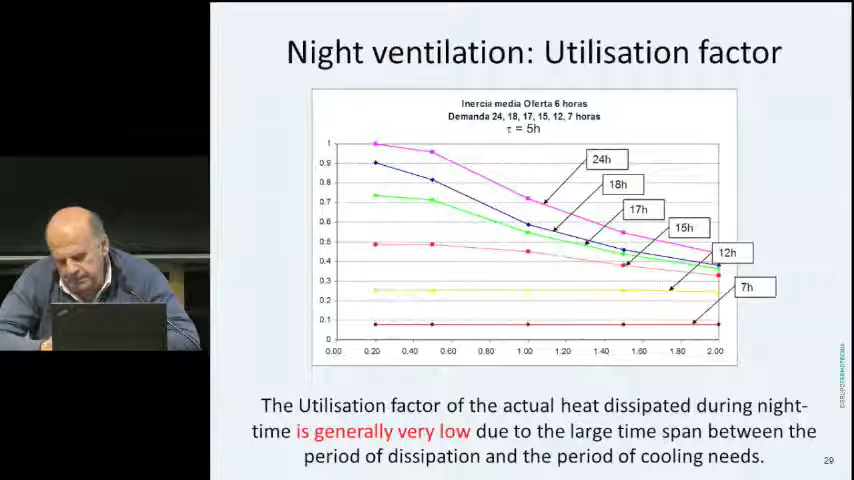 Night ventilation: Utilisation factor
Inercia media Oferta 6 horas
Demanda 24, 18, 17, 15, 12, 7 horas
τ = 5h
1
0.9
0.8
0.7
0.6
0.5
0.4
0.3
0.2
0.1
0
24h
18h
17h
15h
12h
7h
0.00 0.20 0.40 0.60 0.80 1.00 1.20 1.40 1.60 1.80 2.00
The Utilisation factor of the actual heat dissipated during night-
time is generally very low due to the large time span between the
period of dissipation and the period of cooling needs.
29